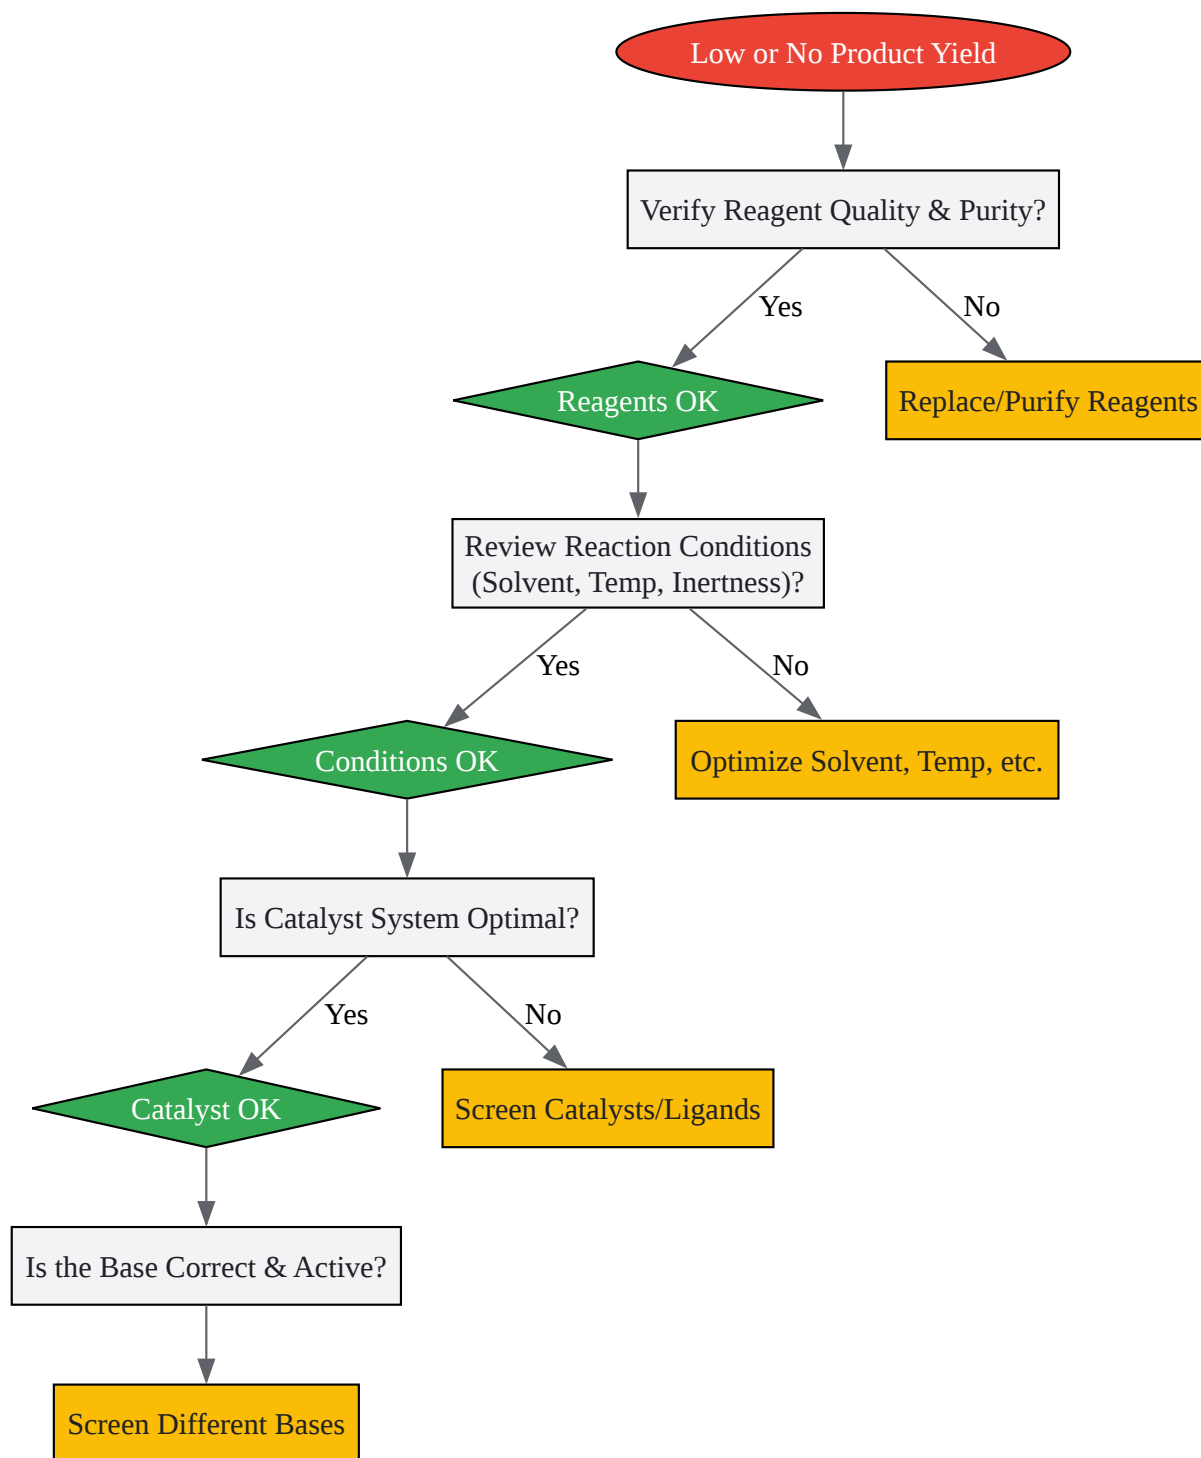 Low or No Product Yield
Verify Reagent Quality & Purity?
Yes
No
Reagents OK
Replace/Purify Reagents
Review Reaction Conditions
(Solvent, Temp, Inertness)?
Yes
No
Conditions OK
Optimize Solvent, Temp, etc.
Is Catalyst System Optimal?
Yes
No
Catalyst OK
Screen Catalysts/Ligands
Is the Base Correct & Active?
Screen Different Bases